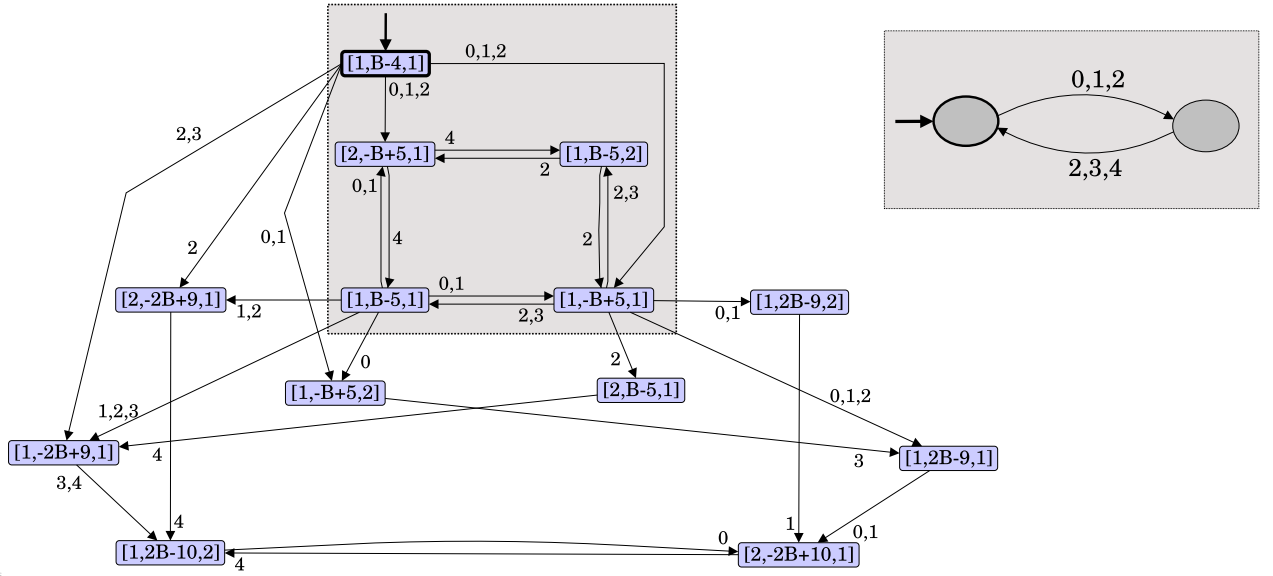 [1,B-4,1]
0,1,2
0,1,2
0,1,2
2,3
4
[2,-B+5,1]
[1,B-5,2]
2
2,3,4
0,1
2,3
2
0,1
4
2
[2,-2B+9,1]
[1,B-5,1]
0,1
[1,-B+5,1]
[1,2B-9,2]
1,2
2,3
0,1
0
2
[1,-B+5,2]
[2,B-5,1]
0,1,2
1,2,3
[1,-2B+9,1]
4
3
[1,2B-9,1]
3,4
4
1
0,1
0
[1,2B-10,2]
[2,-2B+10,1]
4